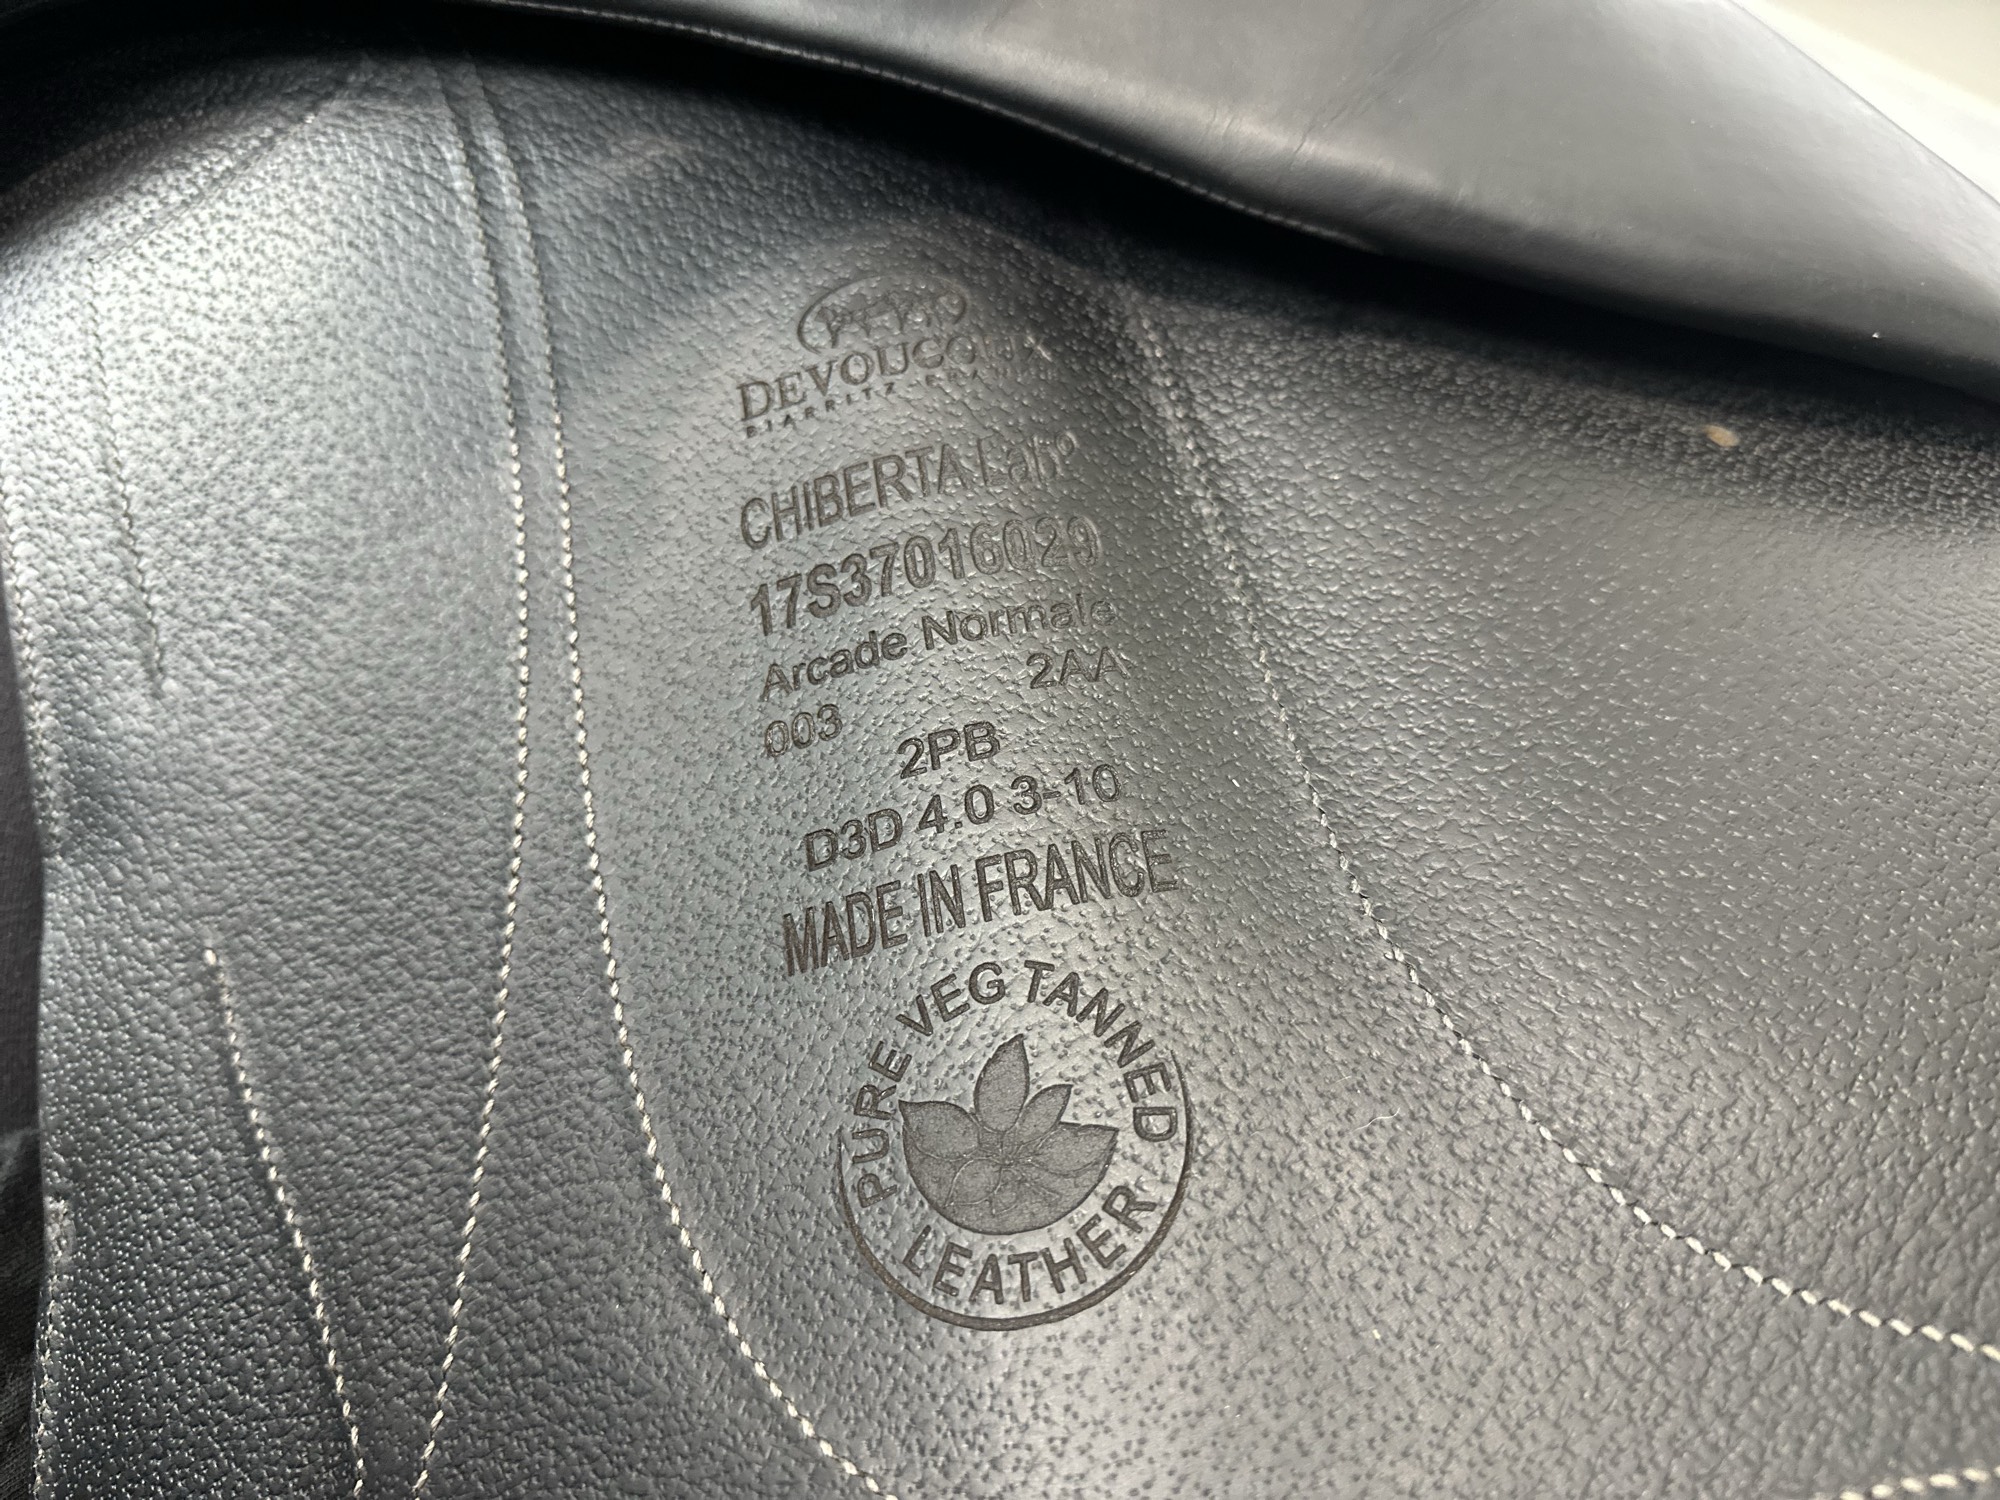 DEVOUCOUX
BIARRITZ
CHIBERTA Lab
17S37016029
Arcade Normale
2AA
003
2PB
D3D 4.0 3-10
MADE IN FRANCE
PURE VEG TANNED
LEATHER